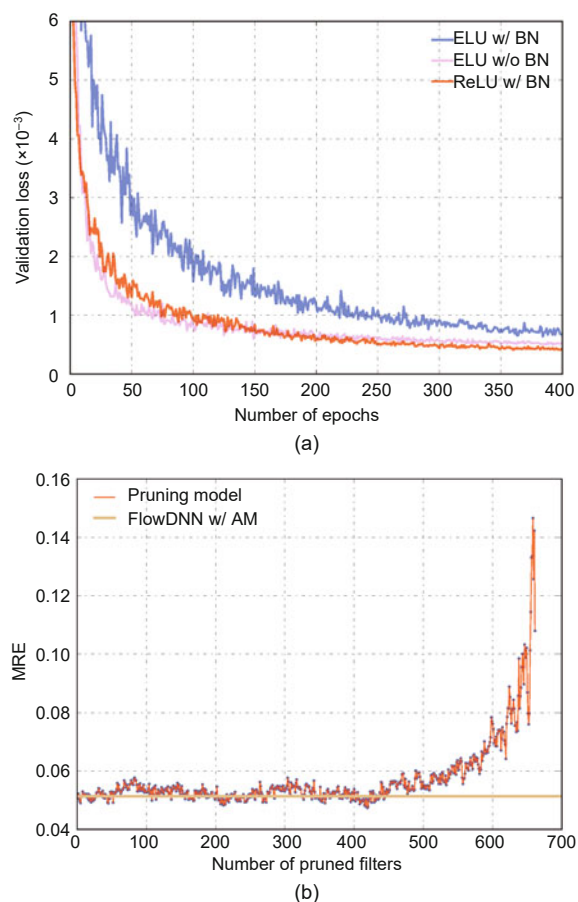 6
5
4
3
2
1
0
Validation loss (×10⁻³)
ELU w/ BN
ELU w/o BN
ReLU w/ BN
0 50 100 150 200 250 300 350 400
Number of epochs
(a)
0.16
0.14
0.12
0.10
0.08
0.06
0.04
MRE
Pruning model
FlowDNN w/ AM
0 100 200 300 400 500 600 700
Number of pruned filters
(b)